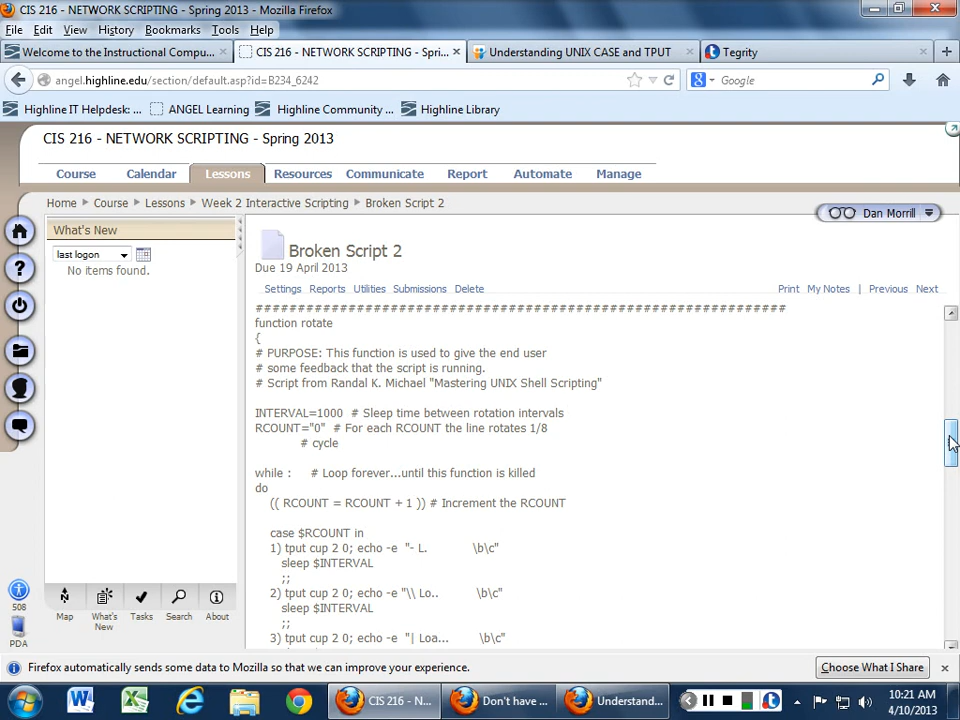 CIS 216 - NETWORK SCRIPTING - Spring 2013 - Mozilla Firefox
File Edit View History Bookmarks Tools Help
Welcome to the Instructional Compu... CIS 216 - NETWORK SCRIPTING - Spri... Understanding UNIX CASE and TPUT Tegrity
angel.highline.edu/section/default.asp?id=B234_6242 Google
Highline IT Helpdesk: ... ANGEL Learning Highline Community ... Highline Library
CIS 216 - NETWORK SCRIPTING - Spring 2013
Course Calendar Lessons Resources Communicate Report Automate Manage
Home Course Lessons Week 2 Interactive Scripting Broken Script 2
Dan Morrill
What's New
last logon
No items found.
Broken Script 2
Due 19 April 2013
Settings Reports Utilities Submissions Delete Print My Notes | Previous Next
###############################################################
function rotate
{
# PURPOSE: This function is used to give the end user
# some feedback that the script is running.
# Script from Randal K. Michael "Mastering UNIX Shell Scripting"
INTERVAL=1000 # Sleep time between rotation intervals
RCOUNT="0" # For each RCOUNT the line rotates 1/8
# cycle
while : # Loop forever...until this function is killed
do
(( RCOUNT = RCOUNT + 1 )) # Increment the RCOUNT
case $RCOUNT in
1) tput cup 2 0; echo -e "- L. \b\c"
sleep $INTERVAL
;;
2) tput cup 2 0; echo -e "\\ Lo.. \b\c"
sleep $INTERVAL
;;
3) tput cup 2 0; echo -e "| Loa... \b\c"
Map What's New Tasks Search About
508
PDA
Firefox automatically sends some data to Mozilla so that we can improve your experience. Choose What I Share
CIS 216 - N... Don't have ... Understand...
10:21 AM
4/10/2013